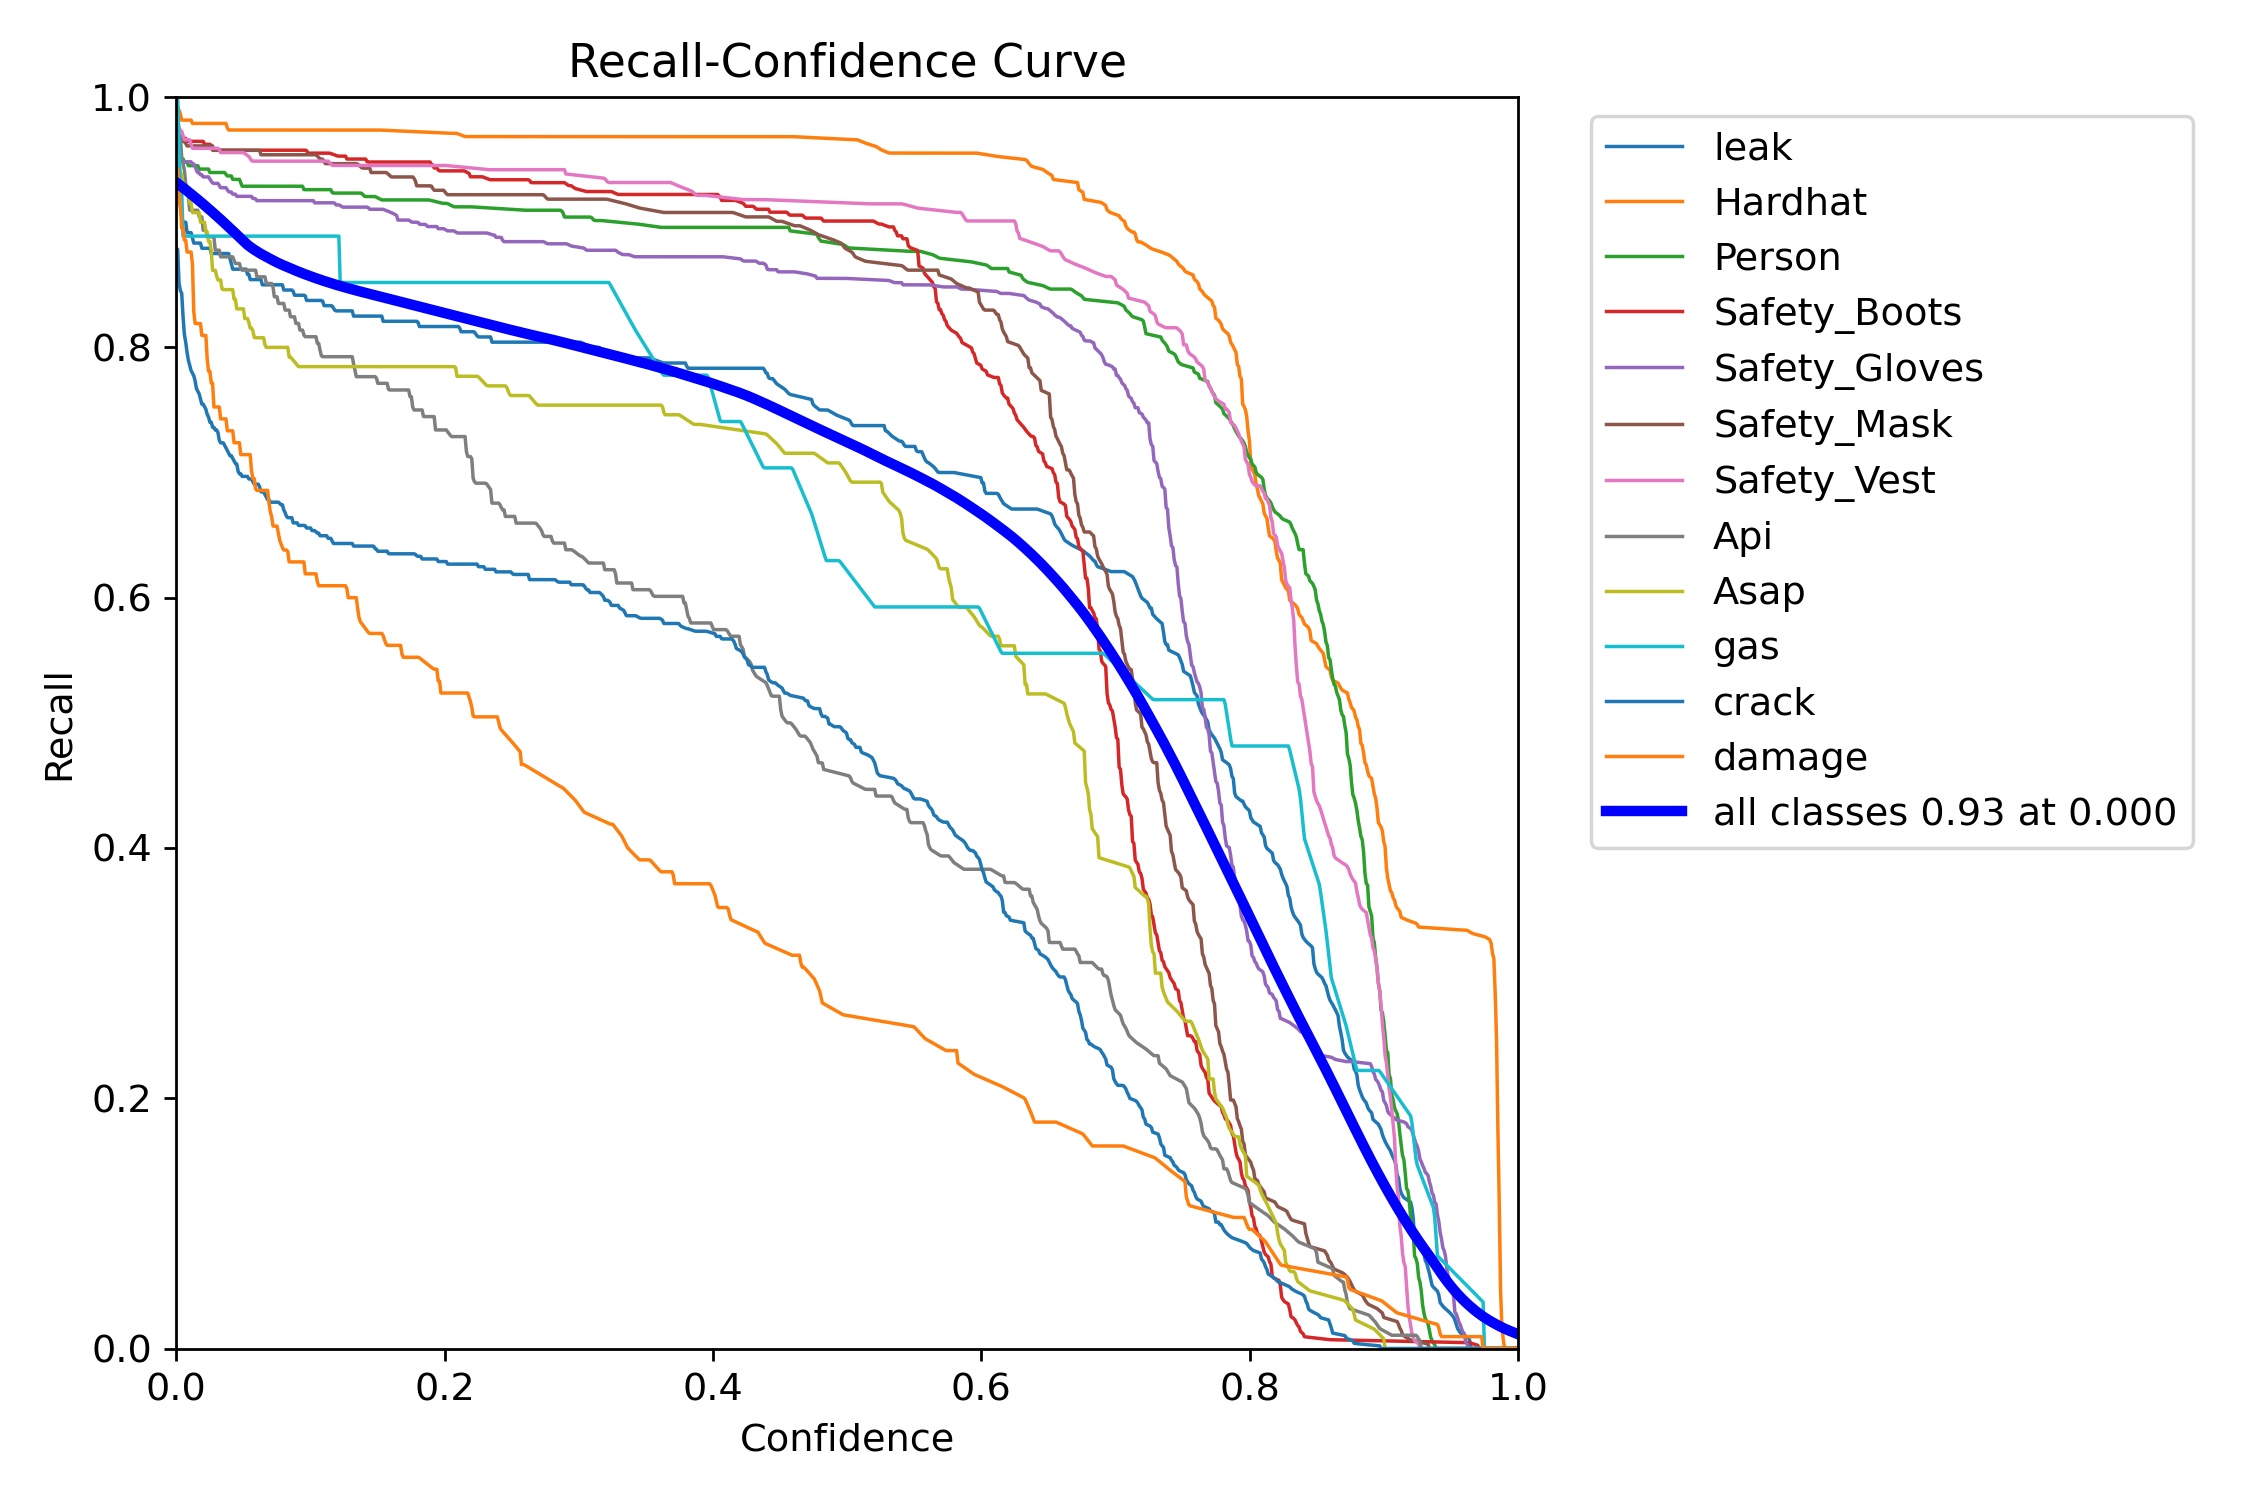 Recall-Confidence Curve
1.0
0.8
0.6
0.4
0.2
0.0
Recall
0.0 0.2 0.4 0.6 0.8 1.0
Confidence
leak
Hardhat
Person
Safety_Boots
Safety_Gloves
Safety_Mask
Safety_Vest
Api
Asap
gas
crack
damage
all classes 0.93 at 0.000